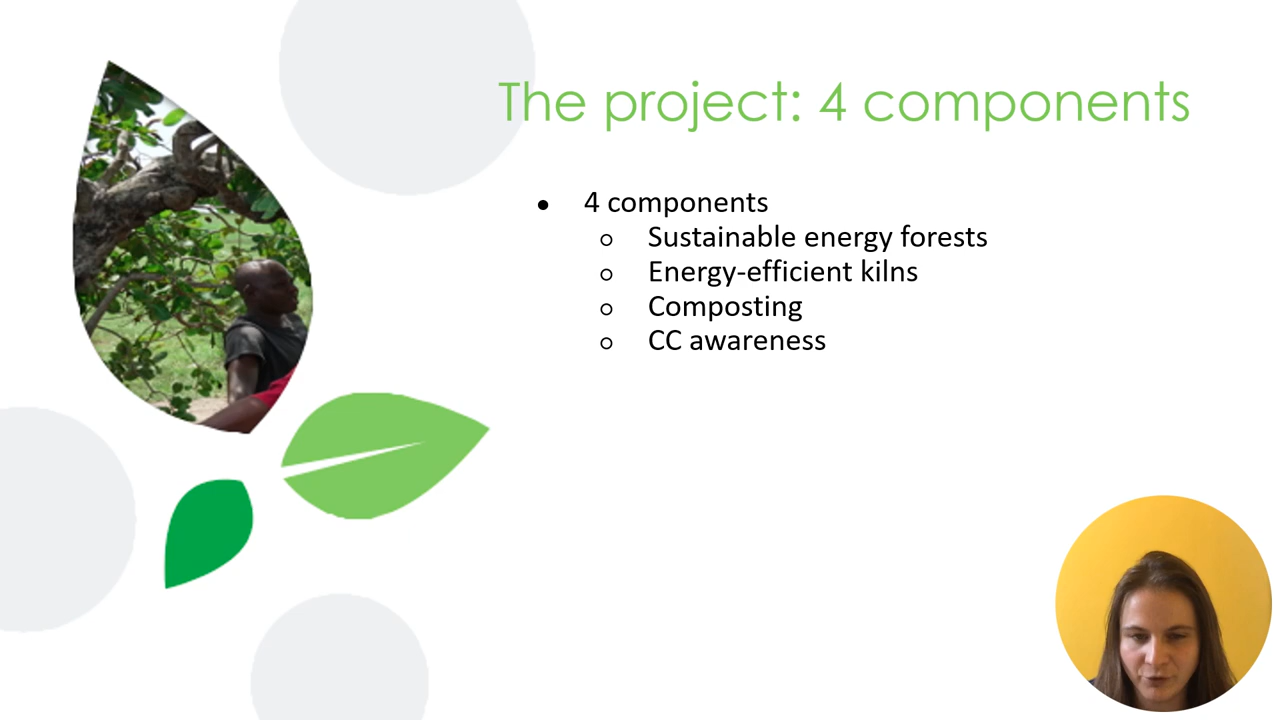 The project: 4 components
● 4 components
○ Sustainable energy forests
○ Energy-efficient kilns
○ Composting
○ CC awareness